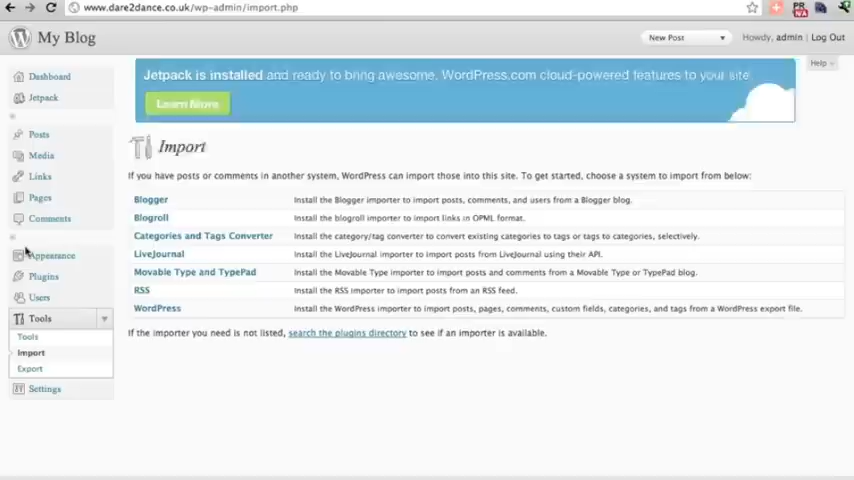 www.dare2dance.co.uk/wp-admin/import.php
My Blog
New Post
Howdy, admin | Log Out
Help
Dashboard
Jetpack
Posts
Media
Links
Pages
Comments
Appearance
Plugins
Users
Tools
Tools
Import
Export
Settings
Jetpack is installed and ready to bring awesome, WordPress.com cloud-powered features to your site
Learn More
Import
If you have posts or comments in another system, WordPress can import those into this site. To get started, choose a system to import from below:
Blogger Install the Blogger importer to import posts, comments, and users from a Blogger blog.
Blogroll Install the blogroll importer to import links in OPML format.
Categories and Tags Converter Install the category/tag converter to convert existing categories to tags or tags to categories, selectively.
LiveJournal Install the LiveJournal importer to import posts from LiveJournal using their API.
Movable Type and TypePad Install the Movable Type importer to import posts and comments from a Movable Type or TypePad blog.
RSS Install the RSS importer to import posts from an RSS feed.
WordPress Install the WordPress importer to import posts, pages, comments, custom fields, categories, and tags from a WordPress export file.
If the importer you need is not listed, search the plugins directory to see if an importer is available.